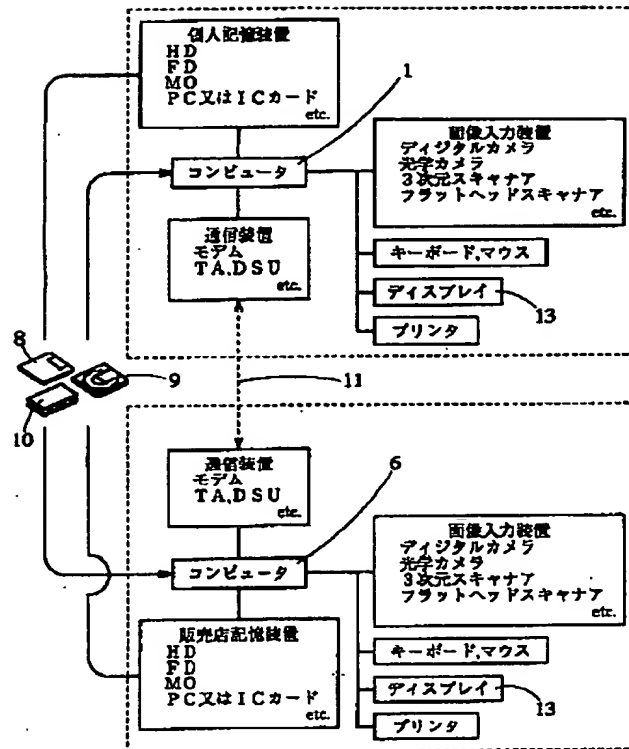 個人記憶装置
HD
FD
MO
PC又はICカード
etc.
1
コンピュータ
画像入力装置
ディジタルカメラ
光学カメラ
3次元スキャナア
フラットヘッドスキャナア
etc.
通信装置
モデム
TA,DSU
etc.
キーボード,マウス
ディスプレイ
13
プリンタ
8
9
10
11
通信装置
モデム
TA,DSU
etc.
6
コンピュータ
画像入力装置
ディジタルカメラ
光学カメラ
3次元スキャナア
フラットヘッドスキャナア
etc.
販売店記憶装置
HD
FD
MO
PC又はICカード
etc.
キーボード,マウス
ディスプレイ
13
プリンタ